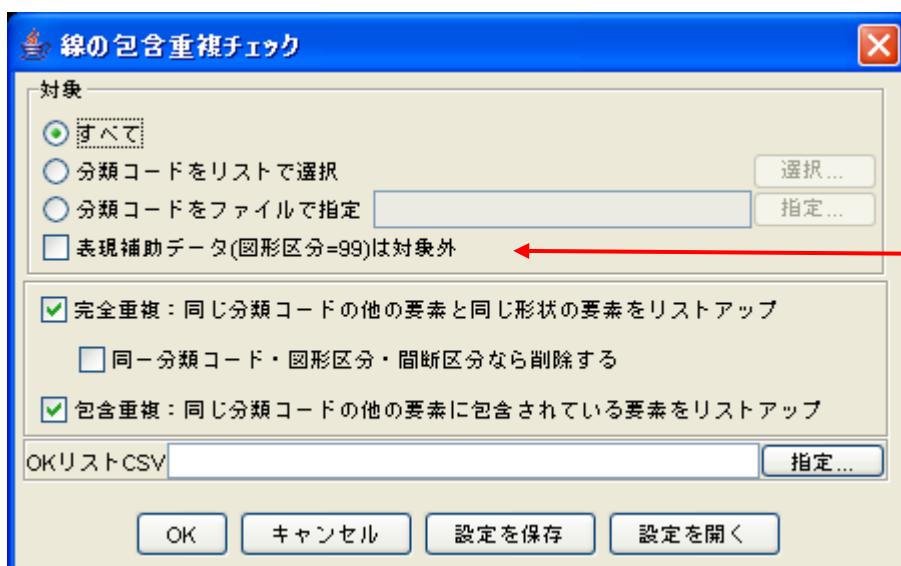 線の包含重複チェック
対象
すべて
分類コードをリストで選択 選択...
分類コードをファイルで指定 指定...
表現補助データ(図形区分=99)は対象外
完全重複：同じ分類コードの他の要素と同じ形状の要素をリストアップ
同一分類コード・図形区分・間断区分なら削除する
包含重複：同じ分類コードの他の要素に包含されている要素をリストアップ
OKリストCSV 指定...
OK キャンセル 設定を保存 設定を開く